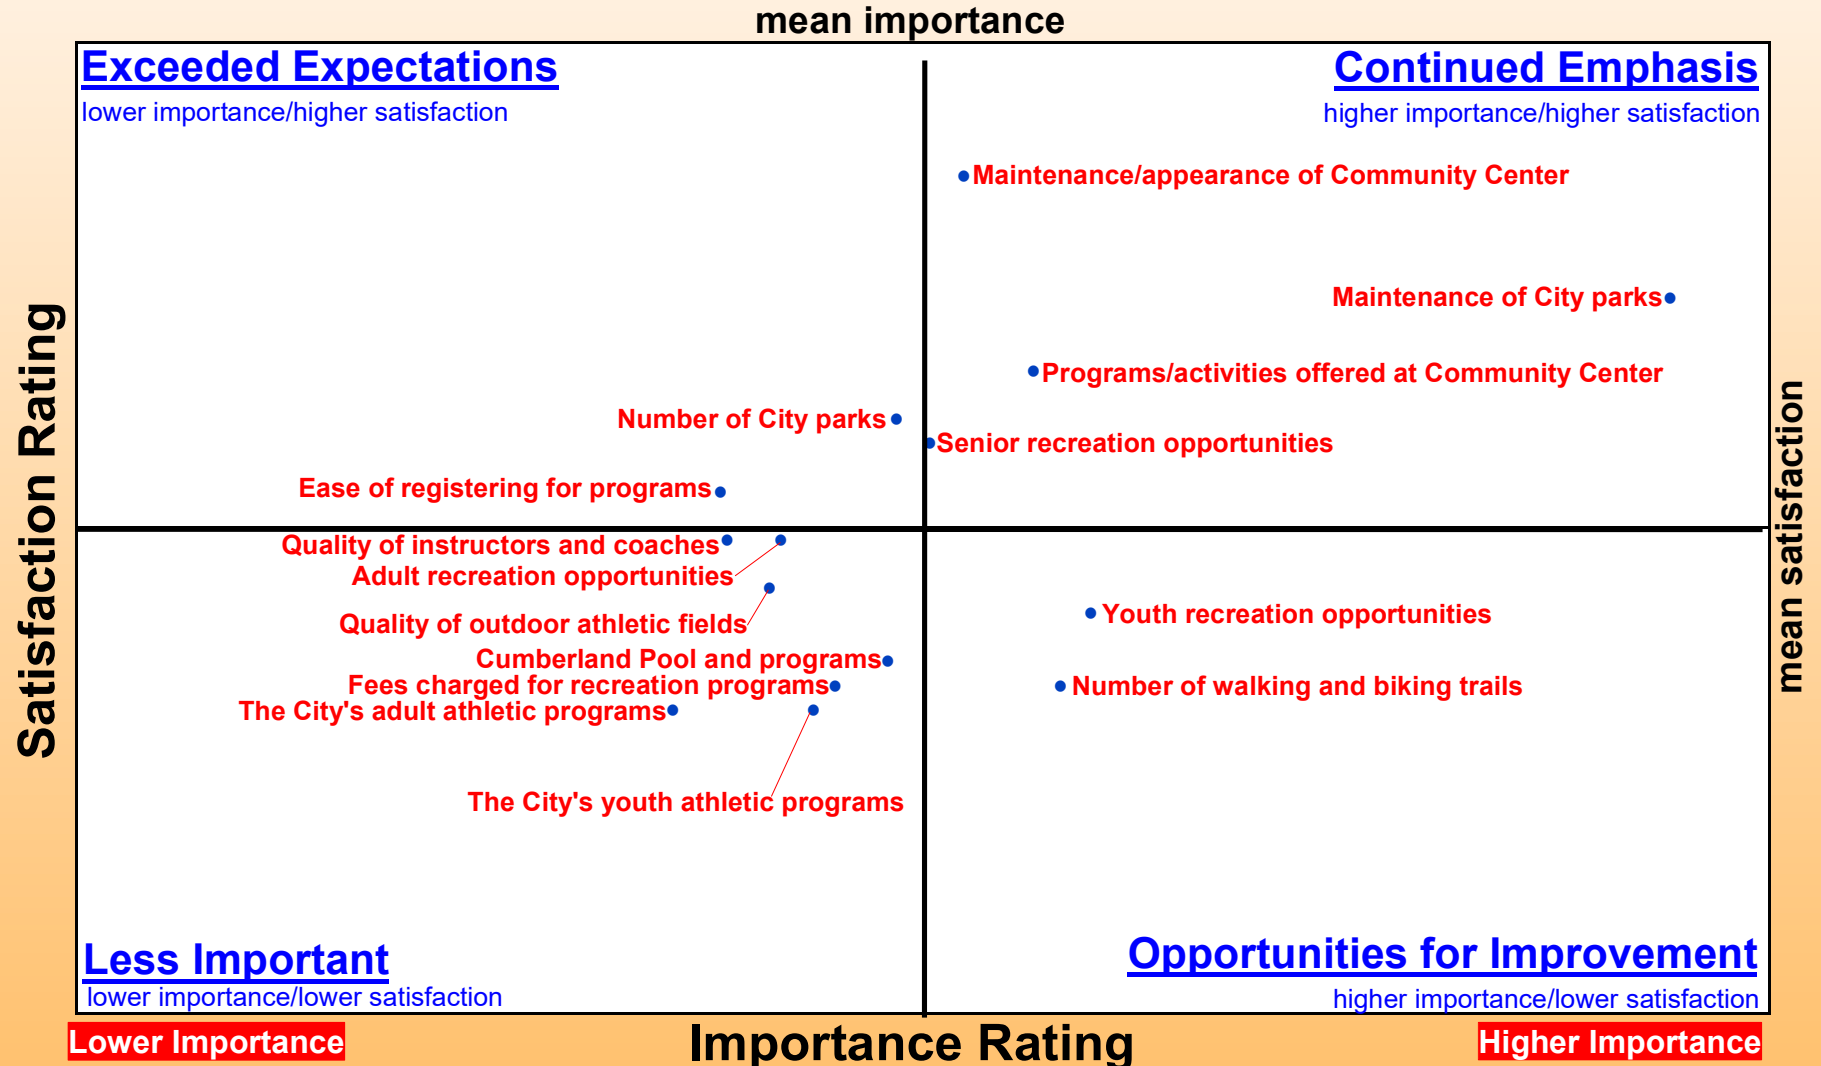 mean importance
Exceeded Expectations
lower importance/higher satisfaction
Continued Emphasis
higher importance/higher satisfaction
Maintenance/appearance of Community Center
Maintenance of City parks
Programs/activities offered at Community Center
Number of City parks
Senior recreation opportunities
Ease of registering for programs
Satisfaction Rating
mean satisfaction
Quality of instructors and coaches
Adult recreation opportunities
Quality of outdoor athletic fields
Youth recreation opportunities
Cumberland Pool and programs
Fees charged for recreation programs
Number of walking and biking trails
The City's adult athletic programs
The City's youth athletic programs
Less Important
lower importance/lower satisfaction
Opportunities for Improvement
higher importance/lower satisfaction
Lower Importance
Importance Rating
Higher Importance